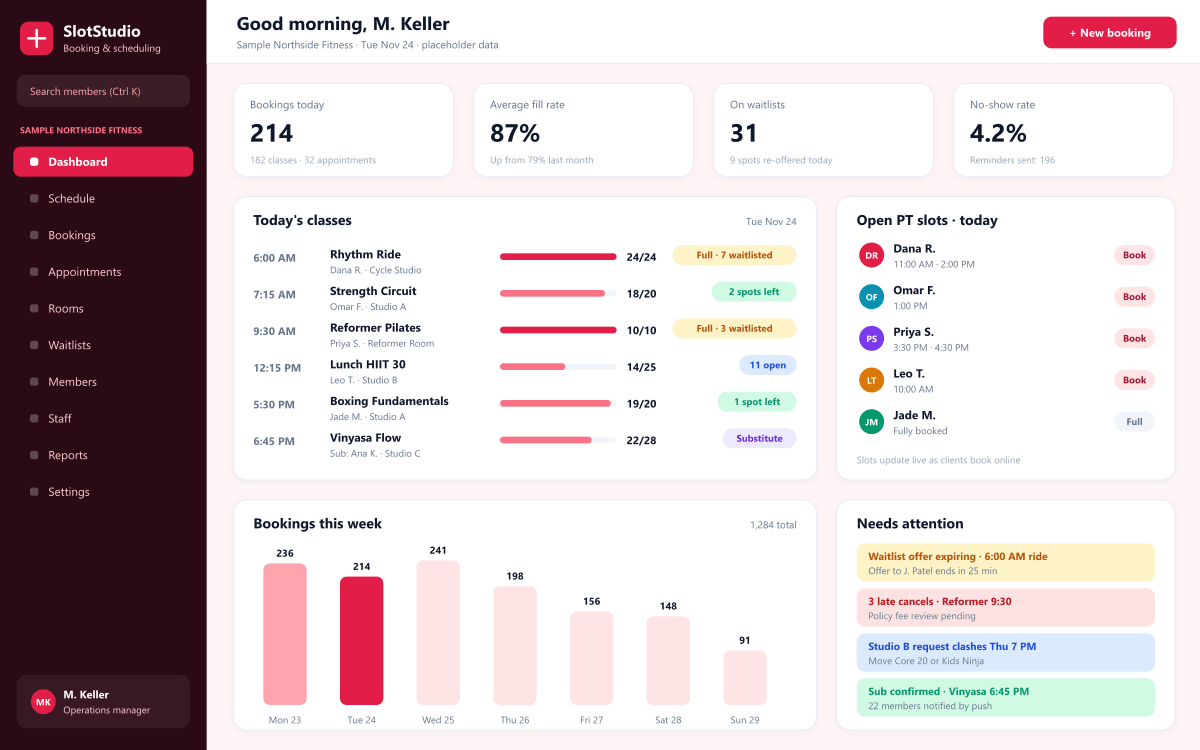 SlotStudio
Booking & scheduling
Search members (Ctrl K)
SAMPLE NORTHSIDE FITNESS
Dashboard
Schedule
Bookings
Appointments
Rooms
Waitlists
Members
Staff
Reports
Settings
MK
M. Keller
Operations manager
Good morning, M. Keller
Sample Northside Fitness · Tue Nov 24 · placeholder data
+ New booking
Bookings today
214
182 classes · 32 appointments
Average fill rate
87%
Up from 79% last month
On waitlists
31
9 spots re-offered today
No-show rate
4.2%
Reminders sent: 196
Today's classes
Tue Nov 24
6:00 AM
Rhythm Ride
Dana R. · Cycle Studio
24/24
Full · 7 waitlisted
7:15 AM
Strength Circuit
Omar F. · Studio A
18/20
2 spots left
9:30 AM
Reformer Pilates
Priya S. · Reformer Room
10/10
Full · 3 waitlisted
12:15 PM
Lunch HIIT 30
Leo T. · Studio B
14/25
11 open
5:30 PM
Boxing Fundamentals
Jade M. · Studio A
19/20
1 spot left
6:45 PM
Vinyasa Flow
Sub: Ana K. · Studio C
22/28
Substitute
Open PT slots · today
DR
Dana R.
11:00 AM · 2:00 PM
Book
OF
Omar F.
1:00 PM
Book
PS
Priya S.
3:30 PM · 4:30 PM
Book
LT
Leo T.
10:00 AM
Book
JM
Jade M.
Fully booked
Full
Slots update live as clients book online
Bookings this week
1,284 total
236
214
241
198
156
148
91
Mon 23
Tue 24
Wed 25
Thu 26
Fri 27
Sat 28
Sun 29
Needs attention
Waitlist offer expiring · 6:00 AM ride
Offer to J. Patel ends in 25 min
3 late cancels · Reformer 9:30
Policy fee review pending
Studio B request clashes Thu 7 PM
Move Core 20 or Kids Ninja
Sub confirmed · Vinyasa 6:45 PM
22 members notified by push